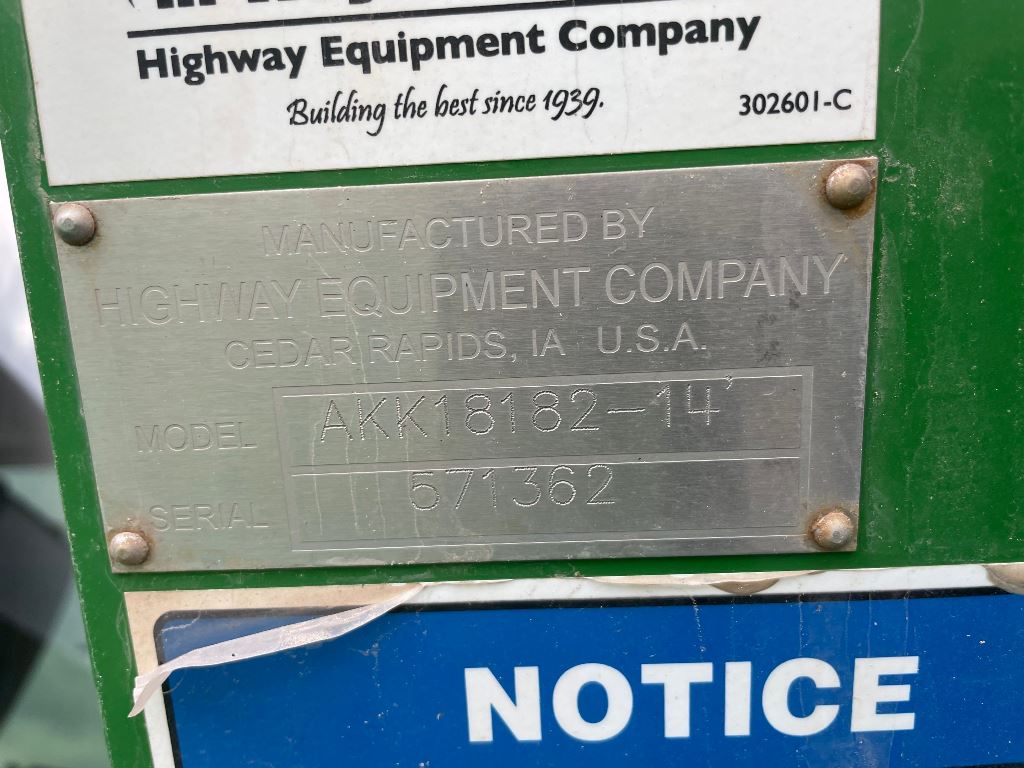 Highway Equipment Company
Building the best since 1939.
302601-C
MANUFACTURED BY
HIGHWAY EQUIPMENT COMPANY
CEDAR RAPIDS, IA U.S.A.
MODEL AKK18182-14'
SERIAL 571362
NOTICE